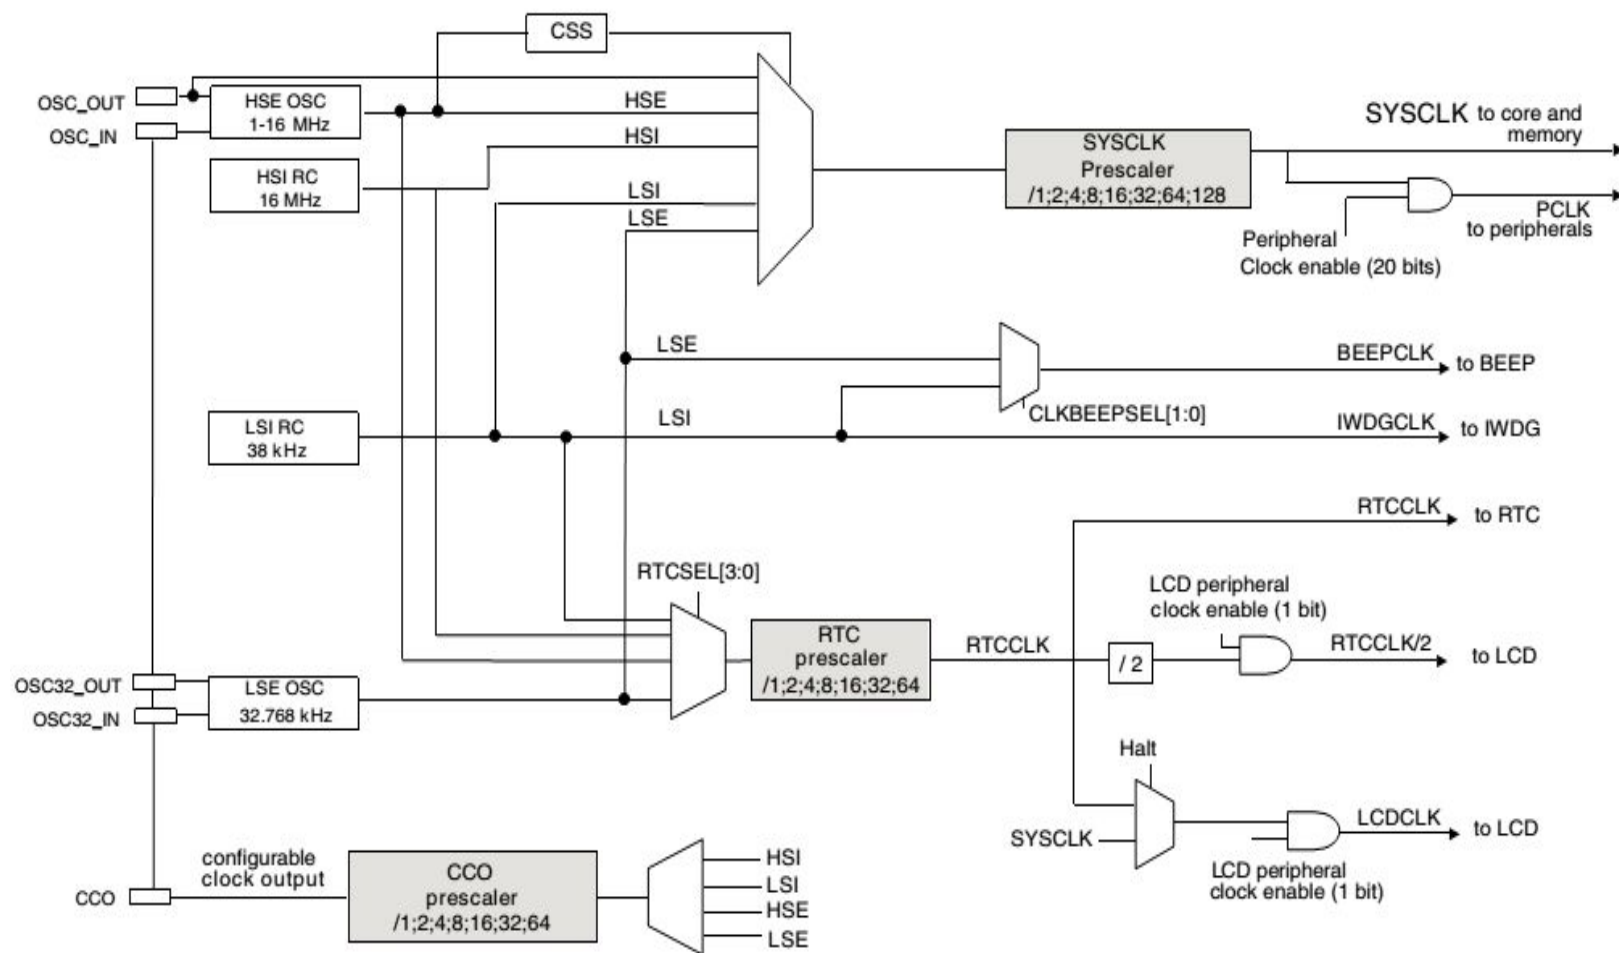 CSS
OSC_OUT
HSE OSC
1-16 MHz
HSE
SYSCLK to core and
memory
OSC_IN
HSI
SYSCLK
Prescaler
/1;2;4;8;16;32;64;128
HSI RC
16 MHz
LSI
LSE
PCLK
to peripherals
Peripheral
Clock enable (20 bits)
LSE
BEEPCLK
to BEEP
CLKBEEPSEL[1:0]
LSI RC
38 kHz
LSI
IWDGCLK
to IWDG
RTCCLK
to RTC
RTCSEL[3:0]
LCD peripheral
clock enable (1 bit)
RTC
prescaler
/1;2;4;8;16;32;64
RTCCLK
/ 2
RTCCLK/2
to LCD
OSC32_OUT
OSC32_IN
LSE OSC
32.768 kHz
Halt
SYSCLK
LCDCLK
to LCD
LCD peripheral
clock enable (1 bit)
configurable
clock output
CCO
CCO
prescaler
/1;2;4;8;16;32;64
HSI
LSI
HSE
LSE